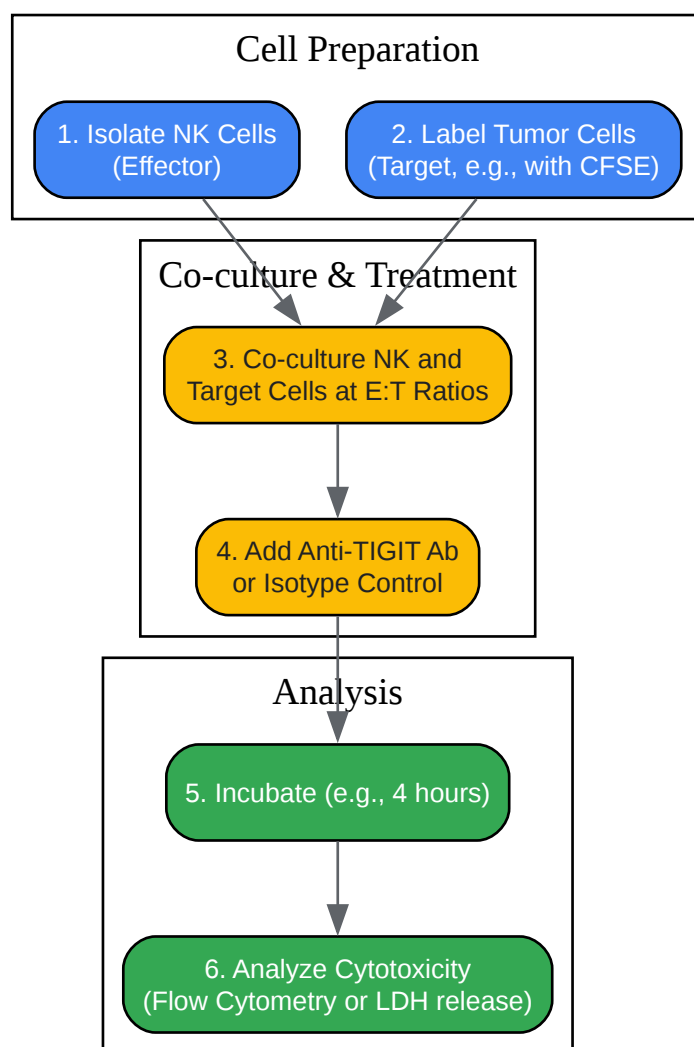 Cell Preparation
1. Isolate NK Cells
(Effector)
2. Label Tumor Cells
(Target, e.g., with CFSE)
Co-culture & Treatment
3. Co-culture NK and
Target Cells at E:T Ratios
4. Add Anti-TIGIT Ab
or Isotype Control
Analysis
5. Incubate (e.g., 4 hours)
6. Analyze Cytotoxicity
(Flow Cytometry or LDH release)